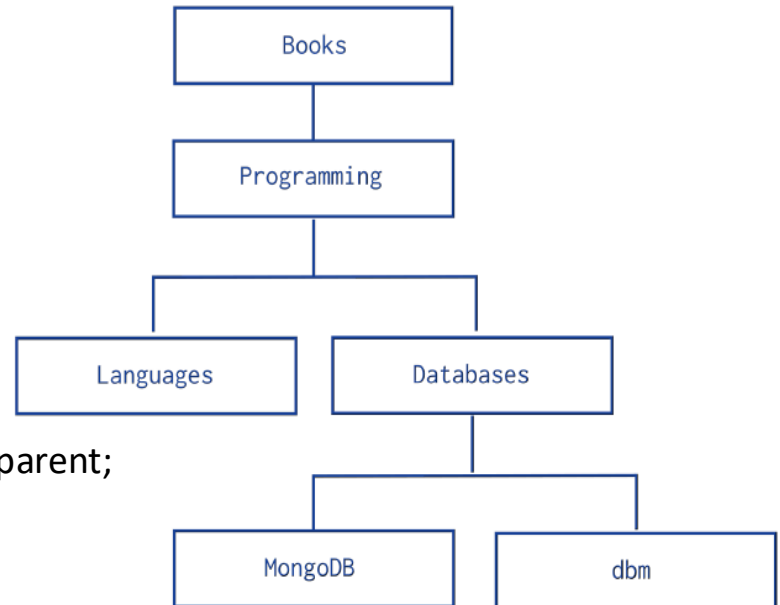 Books
Programming
Languages Databases
parent;
MongoDB dbm